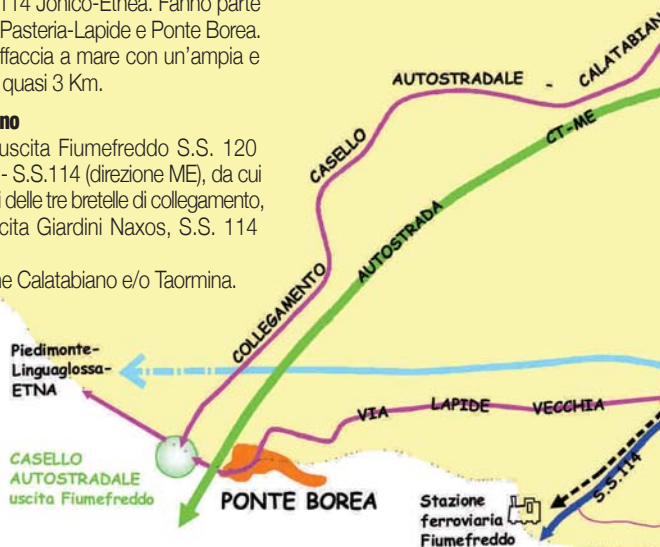 114 Jonico-Etnea. Fanno parte
Pasteria-Lapide e Ponte Borea.
ffaccia a mare con un'ampia e
quasi 3 Km.
no
uscita Fiumefreddo S.S. 120
- S.S.114 (direzione ME), da cui
i delle tre bretelle di collegamento,
cita Giardini Naxos, S.S. 114
ne Calatabiano e/o Taormina.
COLLEGAMENTO CASELLO AUTOSTRADALE - CALATABIAN
AUTOSTRADA CT-ME
Piedimonte-
Linguaglossa-
ETNA
VIA LAPIDE VECCHIA
CASELLO
AUTOSTRADALE
uscita Fiumefreddo
PONTE BOREA
S.S.114
Stazione
ferroviaria
Fiumefreddo